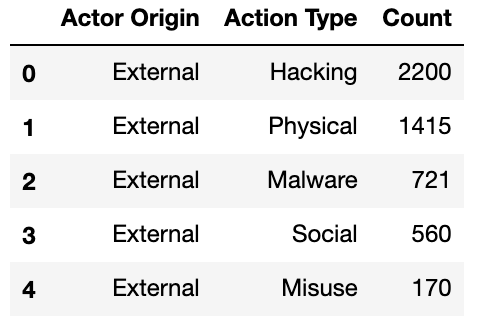 Actor Origin Action Type Count
0 External Hacking 2200
1 External Physical 1415
2 External Malware 721
3 External Social 560
4 External Misuse 170